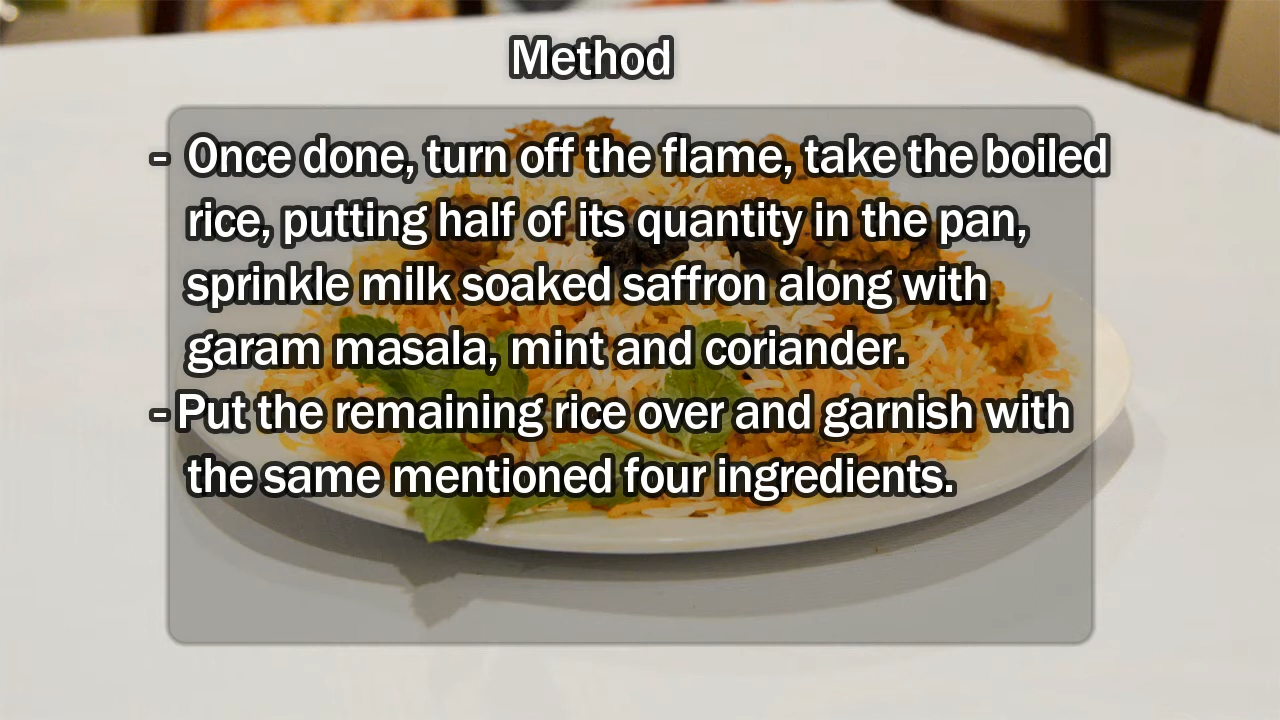 Method
- Once done, turn off the flame, take the boiled
rice, putting half of its quantity in the pan,
sprinkle milk soaked saffron along with
garam masala, mint and coriander.
- Put the remaining rice over and garnish with
the same mentioned four ingredients.